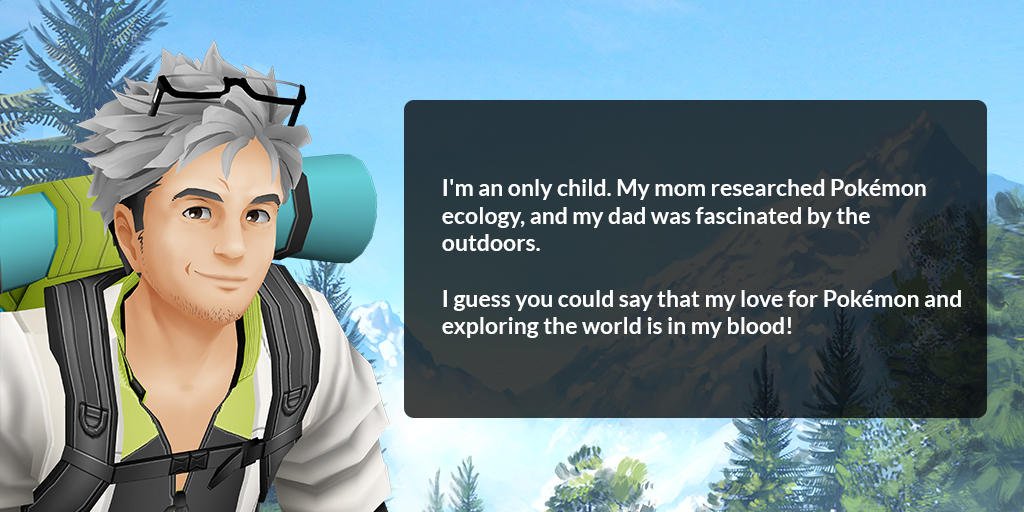 I'm an only child. My mom researched Pokémon
ecology, and my dad was fascinated by the
outdoors.
I guess you could say that my love for Pokémon and
exploring the world is in my blood!